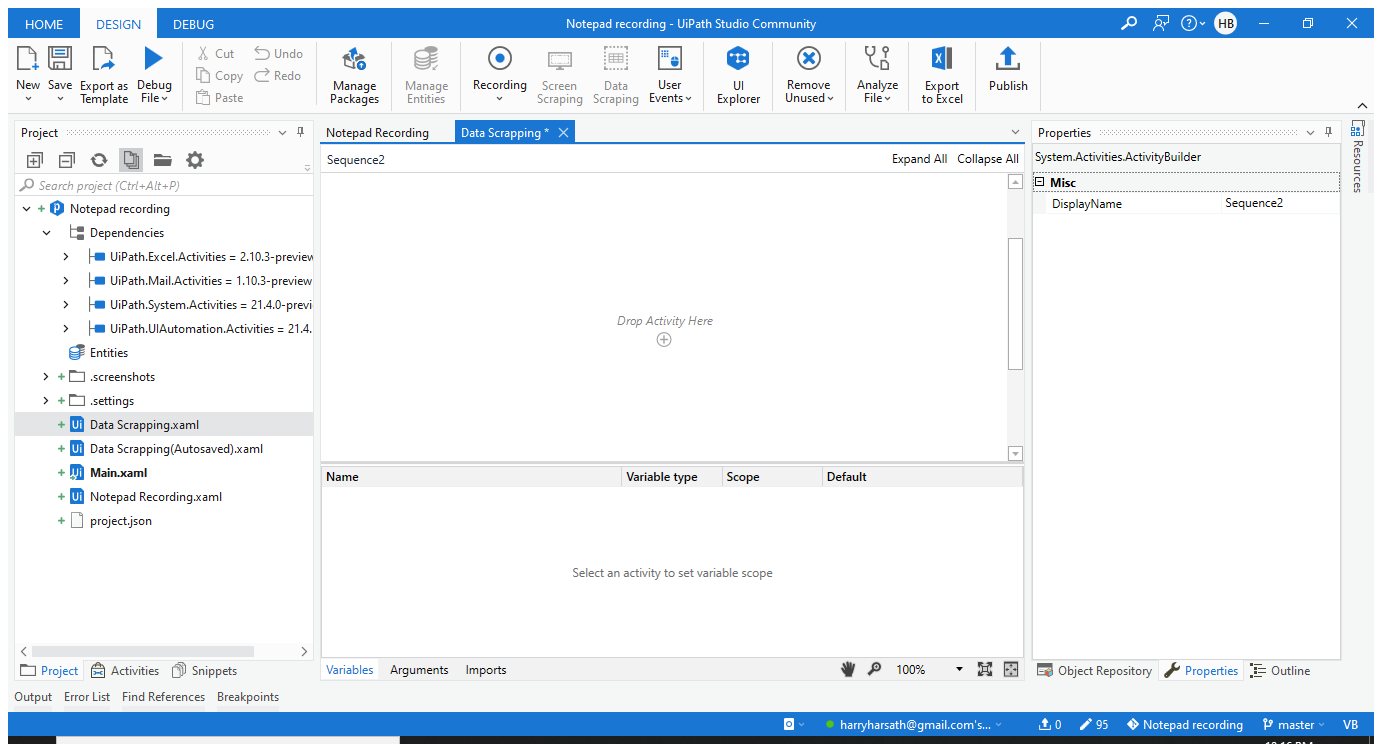 HOME DESIGN DEBUG Notepad recording - UiPath Studio Community HB
New Save Export as Template Debug File Cut Copy Paste Undo Redo Manage Packages Manage Entities Recording Screen Scraping Data Scraping User Events UI Explorer Remove Unused Analyze File Export to Excel Publish
Project
Search project (Ctrl+Alt+P)
Notepad recording
Dependencies
UiPath.Excel.Activities = 2.10.3-preview
UiPath.Mail.Activities = 1.10.3-preview
UiPath.System.Activities = 21.4.0-previ
UiPath.UIAutomation.Activities = 21.4.
Entities
.screenshots
.settings
Ui Data Scrapping.xaml
Ui Data Scrapping(Autosaved).xaml
Ui Main.xaml
Ui Notepad Recording.xaml
project.json
Project Activities Snippets
Notepad Recording Data Scrapping *
Sequence2 Expand All Collapse All
Drop Activity Here
Name Variable type Scope Default
Select an activity to set variable scope
Variables Arguments Imports 100%
Properties
System.Activities.ActivityBuilder
Misc
DisplayName Sequence2
Object Repository Properties Outline
Resources
Output Error List Find References Breakpoints
harryharsath@gmail.com's... 0 95 Notepad recording master VB